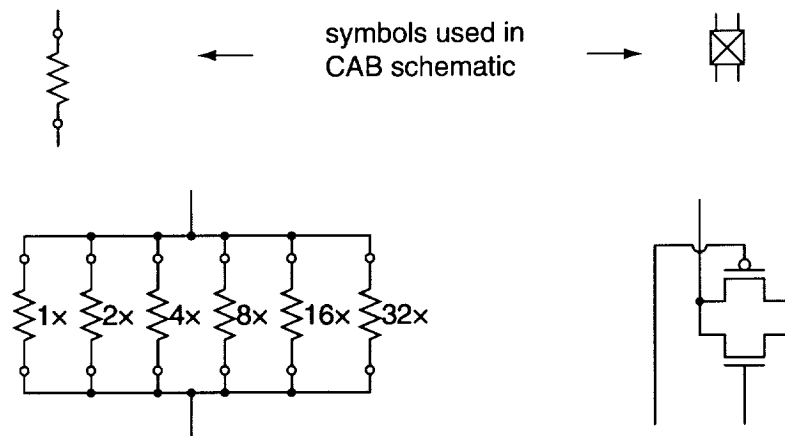 symbols used in
CAB schematic
1× 2× 4× 8× 16× 32×